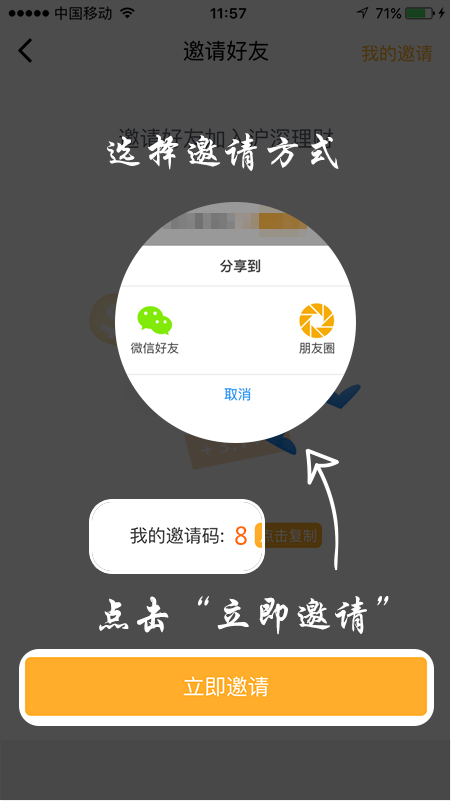 中国移动 11:57 71%
邀请好友 我的邀请
邀请好友加入沪深理财
选择邀请方式
分享到
微信好友 朋友圈
取消
我的邀请码: 8 点击复制
点击“立即邀请”
立即邀请